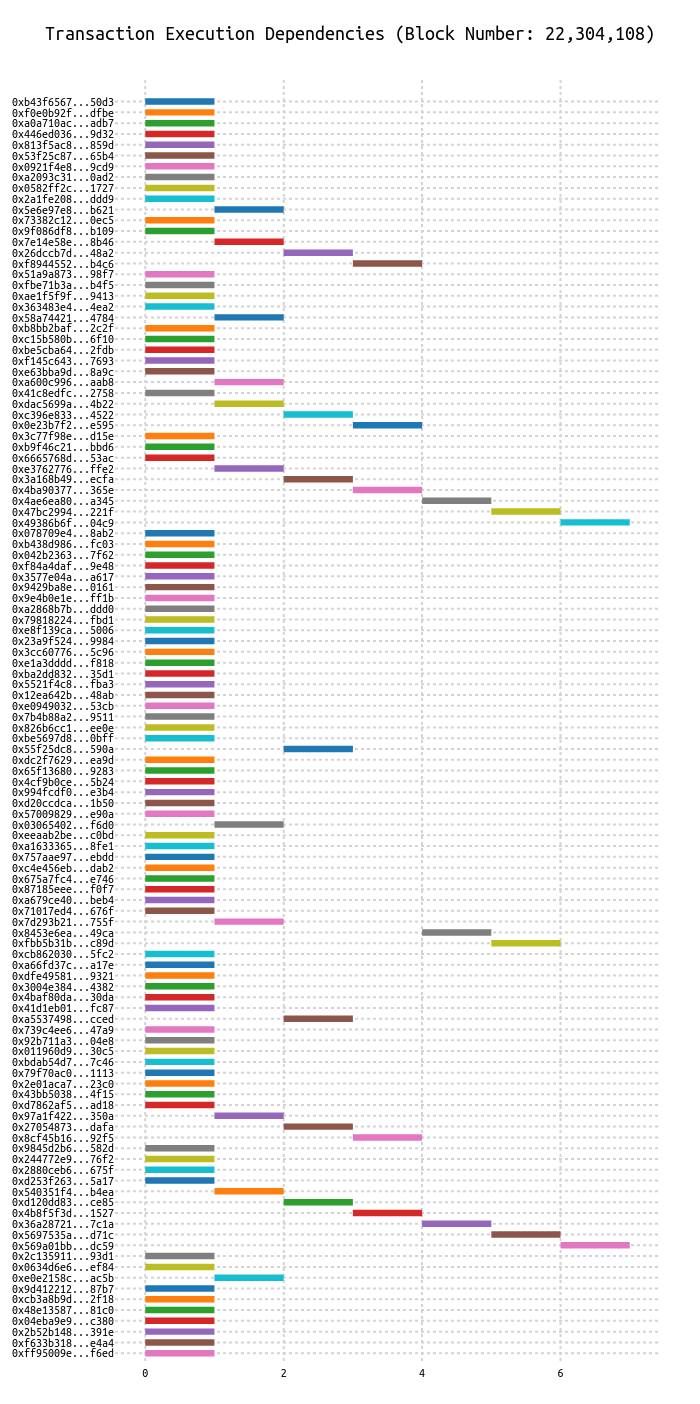 Transaction Execution Dependencies (Block Number: 22,304,108)
0xb43f6567...50d3
0xf0e0b92f...dfbe
0xa0a710ac...adb7
0x446ed036...9d32
0x813f5ac8...859d
0x53f25c87...65b4
0x0921f4e8...9cd9
0xa2093c31...0ad2
0x0582ff2c...1727
0x2a1fe208...ddd9
0x5e6e97e8...b621
0x73382c12...0ec5
0x9f086df8...b109
0x7e14e58e...8b46
0x26dccb7d...48a2
0xf8944552...b4c6
0x51a9a873...98f7
0xfbe71b3a...b4f5
0xae1f5f9f...9413
0x363483e4...4ea2
0x58a74421...4784
0xb8bb2baf...2c2f
0xc15b580b...6f10
0xbe5cba64...2fdb
0xf145c643...7693
0xe63bba9d...8a9c
0xa600c996...aab8
0x41c8edfc...2758
0xdac5699a...4b22
0xc396e833...4522
0x0e23b7f2...e595
0x3c77f98e...d15e
0xb9f46c21...bbd6
0x6665768d...53ac
0xe3762776...ffe2
0x3a168b49...ecfa
0x4ba90377...365e
0x4ae6ea80...a345
0x47bc2994...221f
0x49386b6f...04c9
0x078709e4...8ab2
0xb438d986...fc03
0x042b2363...7f62
0xf84a4daf...9e48
0x3577e04a...a617
0x9429ba8e...0161
0x9e4b0e1e...ff1b
0xa2868b7b...ddd0
0x79818224...fbd1
0xe8f139ca...5006
0x23a9f524...9984
0x3cc60776...5c96
0xe1a3dddd...f818
0xba2dd832...35d1
0x5521f4c8...fba3
0x12ea642b...48ab
0xe0949032...53cb
0x7b4b88a2...9511
0x826b6cc1...ee0e
0xbe5697d8...0bff
0x55f25dc8...590a
0xdc2f7629...ea9d
0x65f13680...9283
0x4cf9b0ce...5b24
0x994fcdf0...e3b4
0xd20ccdca...1b50
0x57009829...e90a
0x03065402...f6d0
0xeeaab2be...c0bd
0xa1633365...8fe1
0x757aae97...ebdd
0xc4e456eb...dab2
0x675a7fc4...e746
0x87185eee...f0f7
0xa679ce40...beb4
0x71017ed4...676f
0x7d293b21...755f
0x8453e6ea...49ca
0xfbb5b31b...c89d
0xcb862030...5fc2
0xa66fd37c...a17e
0xdfe49581...9321
0x3004e384...4382
0x4baf80da...30da
0x41d1eb01...fc87
0xa5537498...cced
0x739c4ee6...47a9
0x92b711a3...04e8
0x011960d9...30c5
0xbdab54d7...7c46
0x79f70ac0...1113
0x2e01aca7...23c0
0x43bb5038...4f15
0xd7862af5...ad18
0x97a1f422...350a
0x27054873...dafa
0x8cf45b16...92f5
0x9845d2b6...582d
0x244772e9...76f2
0x2880ceb6...675f
0xd253f263...5a17
0x540351f4...b4ea
0xd120dd83...ce85
0x4b8f5f3d...1527
0x36a28721...7c1a
0x5697535a...d71c
0x569a01bb...dc59
0x2c135911...93d1
0x0634d6e6...ef84
0xe0e2158c...ac5b
0x9d412212...87b7
0xcb3a8b9d...2f18
0x48e13587...81c0
0x04eba9e9...c380
0x2b52b148...391e
0xf633b318...e4a4
0xff95009e...f6ed
0 2 4 6